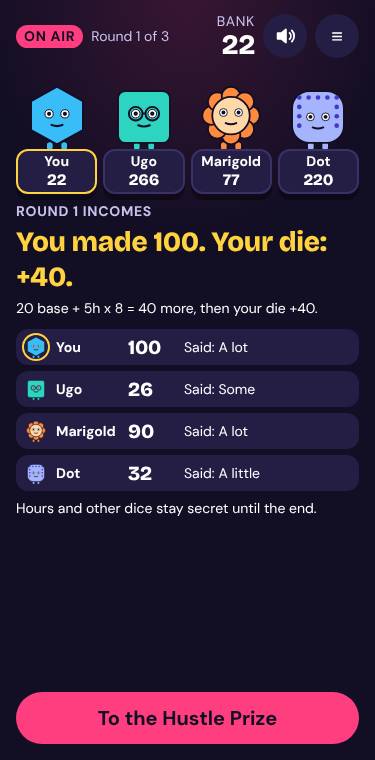 ON AIR
Round 1 of 3
BANK
22
You
22
Ugo
266
Marigold
77
Dot
220
ROUND 1 INCOMES
You made 100. Your die:
+40.
20 base + 5h x 8 = 40 more, then your die +40.
You 100 Said: A lot
Ugo 26 Said: Some
Marigold 90 Said: A lot
Dot 32 Said: A little
Hours and other dice stay secret until the end.
To the Hustle Prize